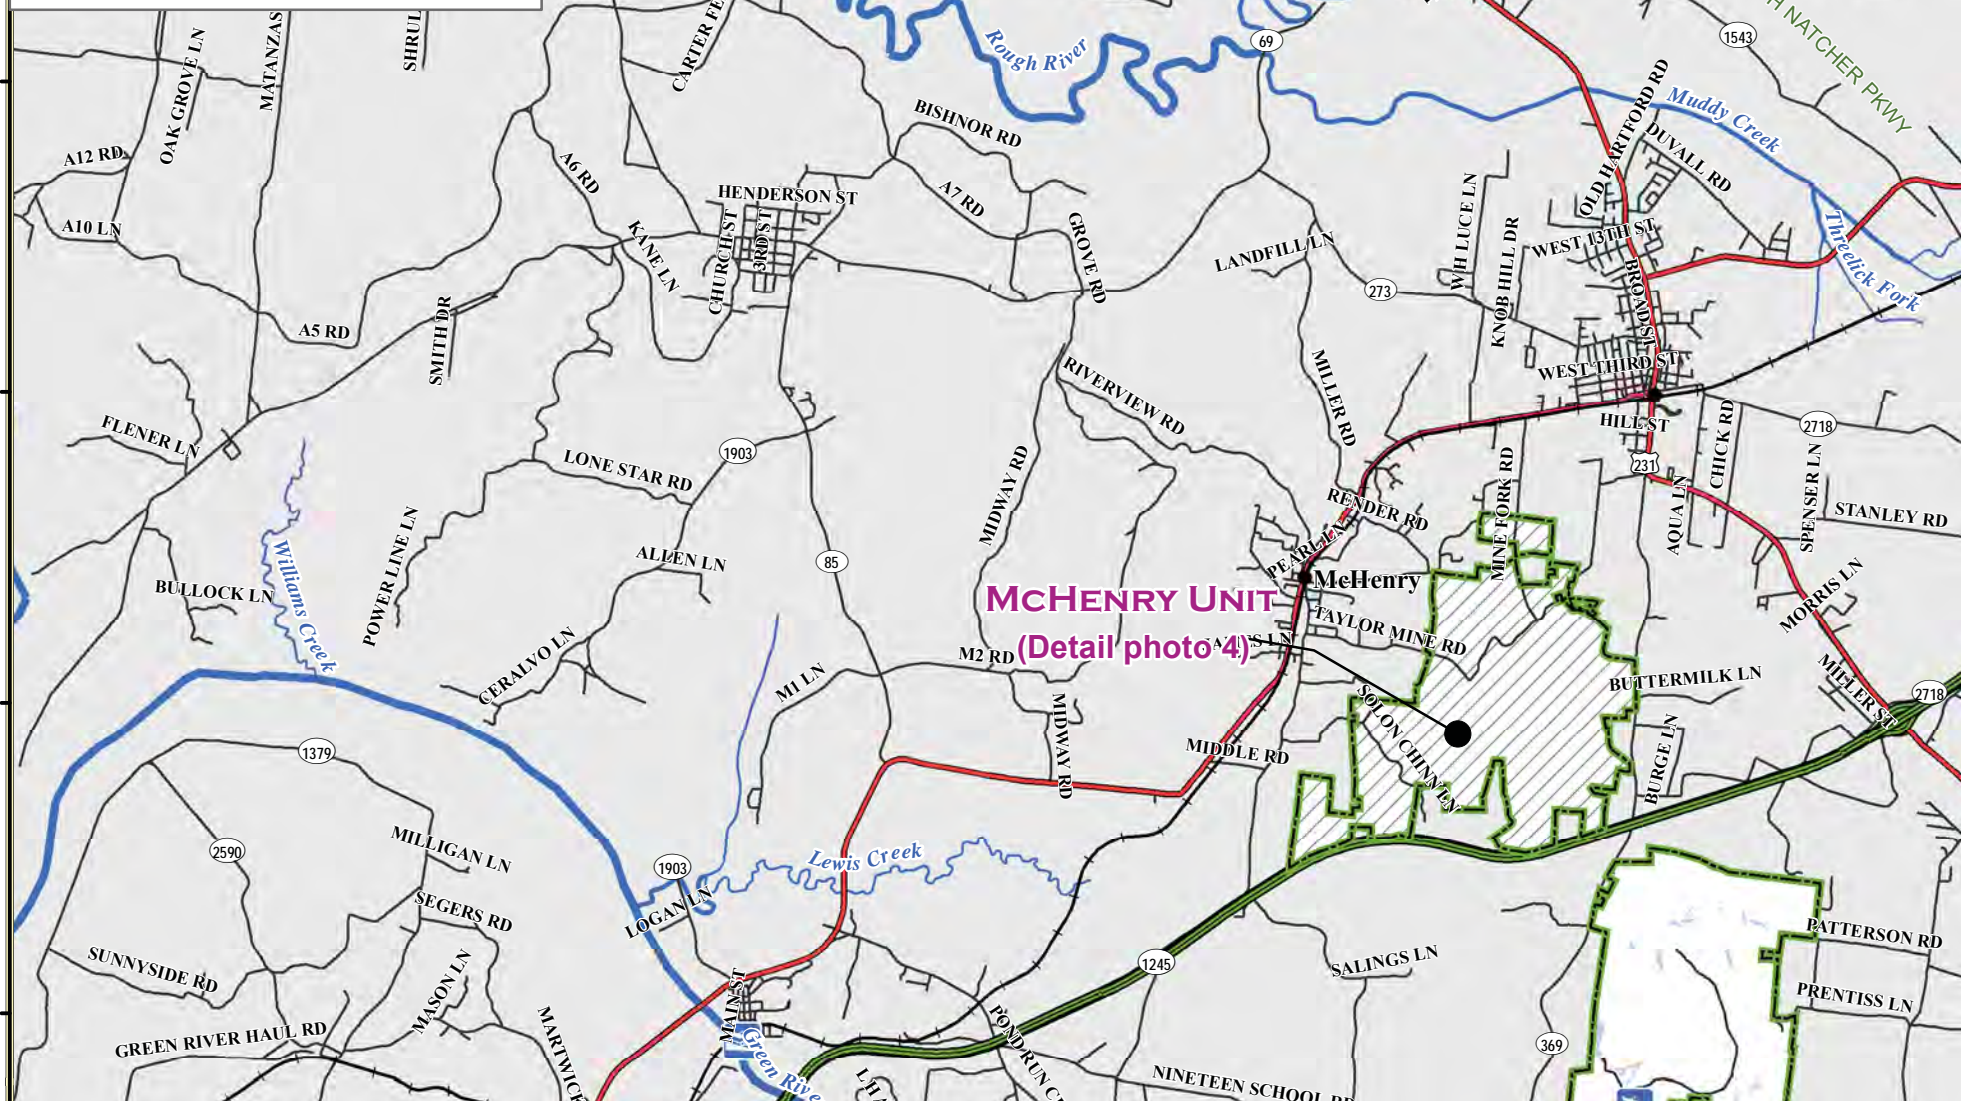 69
1543
NATCHER PKWY
SHRUL
CARTER FE
OAK GROVE LN
MATANZAS
Rough River
OLD HARTFORD RD
Muddy Creek
BISHNOR RD
DUVALL RD
A12 RD
A6 RD
HENDERSON ST
A7 RD
WH LUCE LN
A10 LN
KANE LN
CHURCH ST
3RD ST
GROVE RD
LANDFILL LN
KNOB HILL DR
WEST 13TH ST
Threlick Fork
273
BROAD ST
A5 RD
SMITH DR
MILLER RD
RIVERVIEW RD
WEST THIRD ST
FLENER LN
1903
HILL ST
CHICK RD
2718
LONE STAR RD
MIDWAY RD
231
MINE FORK RD
AQUA LN
SPENSER LN
RENDER RD
STANLEY RD
POWER LINE LN
85
ALLEN LN
PEARL LN
McHenry
BULLOCK LN
Williams Creek
MCHENRY UNIT
(Detail photo 4)
TAYLOR MINE RD
MORRIS LN
CERALVO LN
M2 RD
M1 LN
SOLON CHINN LN
BUTTERMILK LN
MILLER ST
2718
MIDWAY RD
MIDDLE RD
BURGE LN
1379
2590
MILLIGAN LN
Lewis Creek
1903
LOGAN LN
SEGERS RD
SUNNYSIDE RD
MASON LN
1245
SALINGS LN
PATTERSON RD
PRENTISS LN
MAIN ST
GREEN RIVER HAUL RD
MARTWICK
Green Rive
POND RUN C
369
L H A
NINETEEN SCHOOL RD